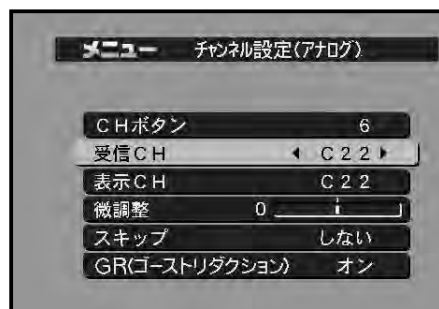 メニュー チャンネル設定(アナログ)
CHボタン 6
受信CH C22
表示CH C22
微調整 0
スキップ しない
GR(ゴーストリダクション) オン